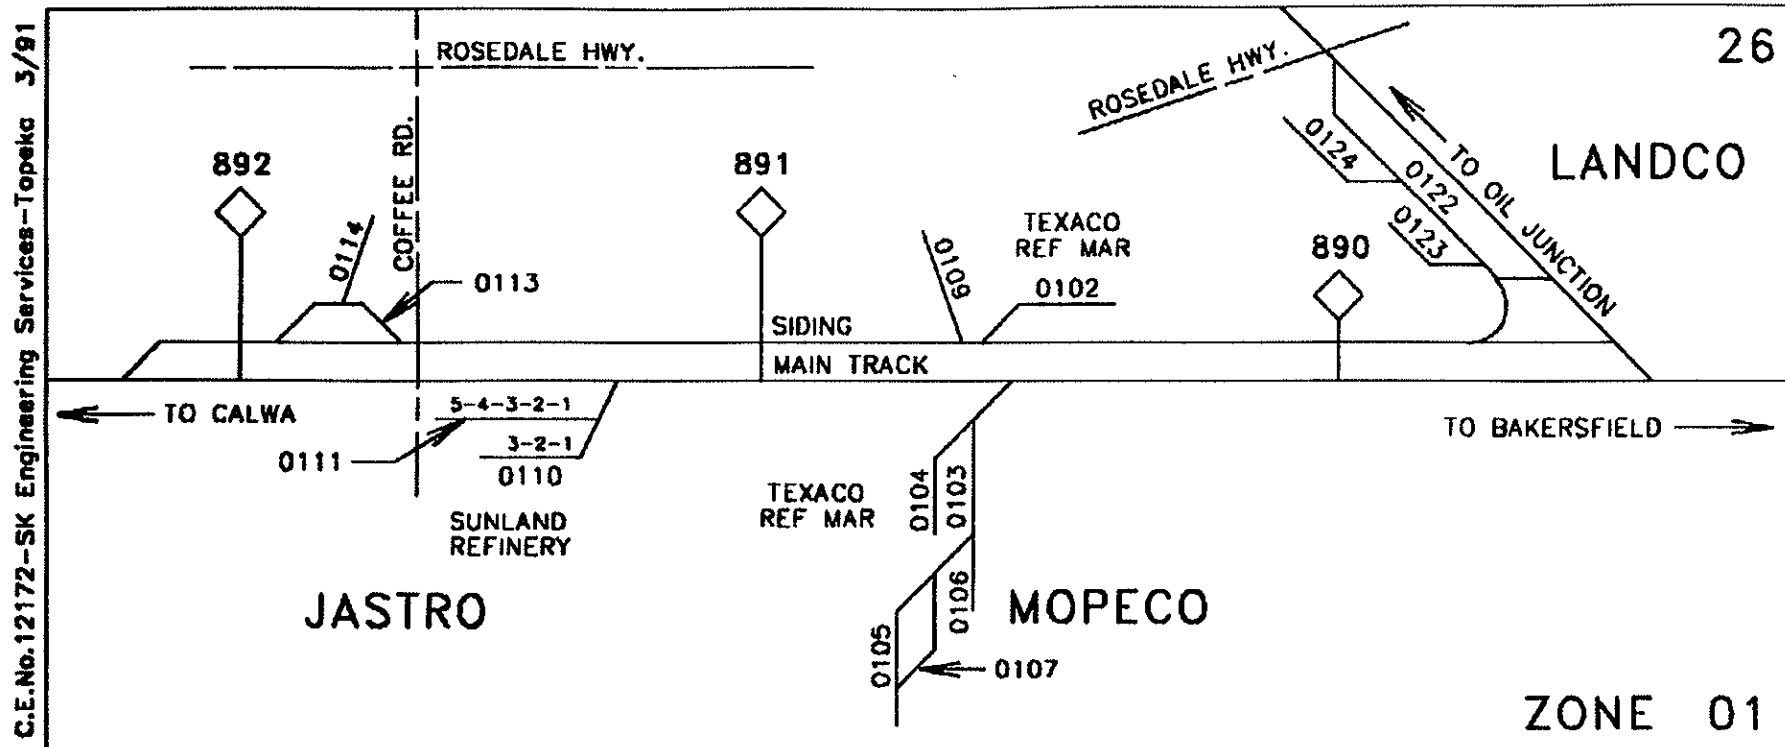 C.E.No.12172-SK Engineering Services-Topeka 3/91
26
ROSEDALE HWY.
ROSEDALE HWY.
COFFEE RD.
892
891
890
LANDCO
TO OIL JUNCTION
0124
0122
0123
0114
0113
0109
TEXACO
REF MAR
0102
SIDING
MAIN TRACK
TO CALWA
TO BAKERSFIELD
5-4-3-2-1
0111
3-2-1
0110
SUNLAND
REFINERY
TEXACO
REF MAR
0104
0103
0106
0105
0107
JASTRO
MOPECO
ZONE 01